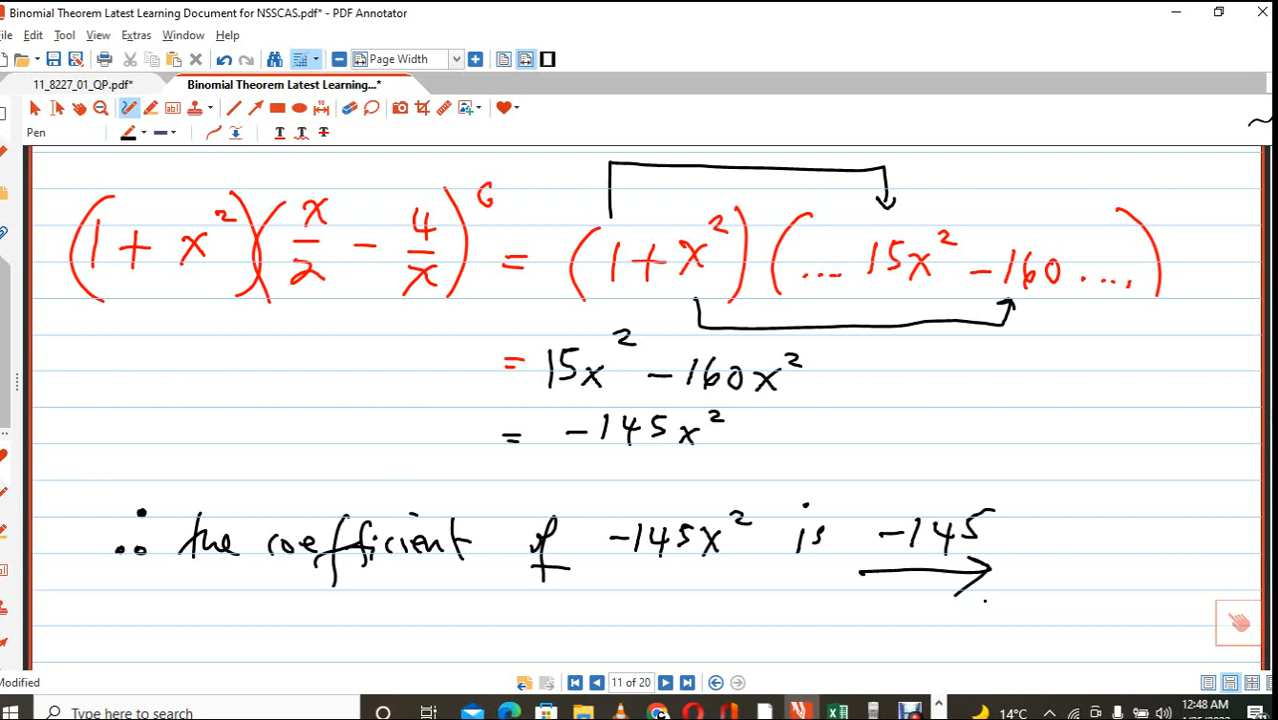 Binomial Theorem Latest Learning Document for NSSCAS.pdf* - PDF Annotator
ile Edit Tool View Extras Window Help
Page Width
11_8227_01_QP.pdf* Binomial Theorem Latest Learning...*
Pen
(1 + x²)(x/2 - 4/x)⁶ = (1 + x²)(... 15x² - 160 ....)
= 15x² - 160x²
= -145x²
∴ the coefficient of -145x² is -145
Modified 11 of 20
Type here to search 14°C 12:48 AM